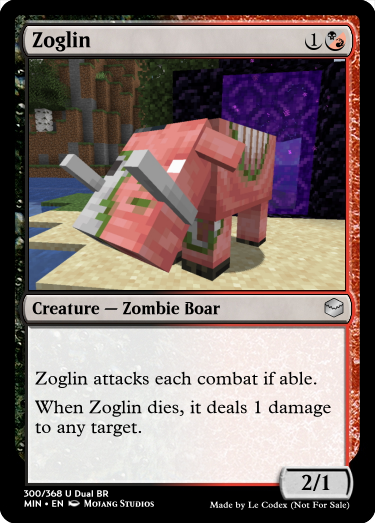 Zoglin 1
Creature — Zombie Boar
Zoglin attacks each combat if able.
When Zoglin dies, it deals 1 damage
to any target.
2/1
300/368 U Dual BR
MIN • EN Mojang Studios
Made by Le Codex (Not For Sale)